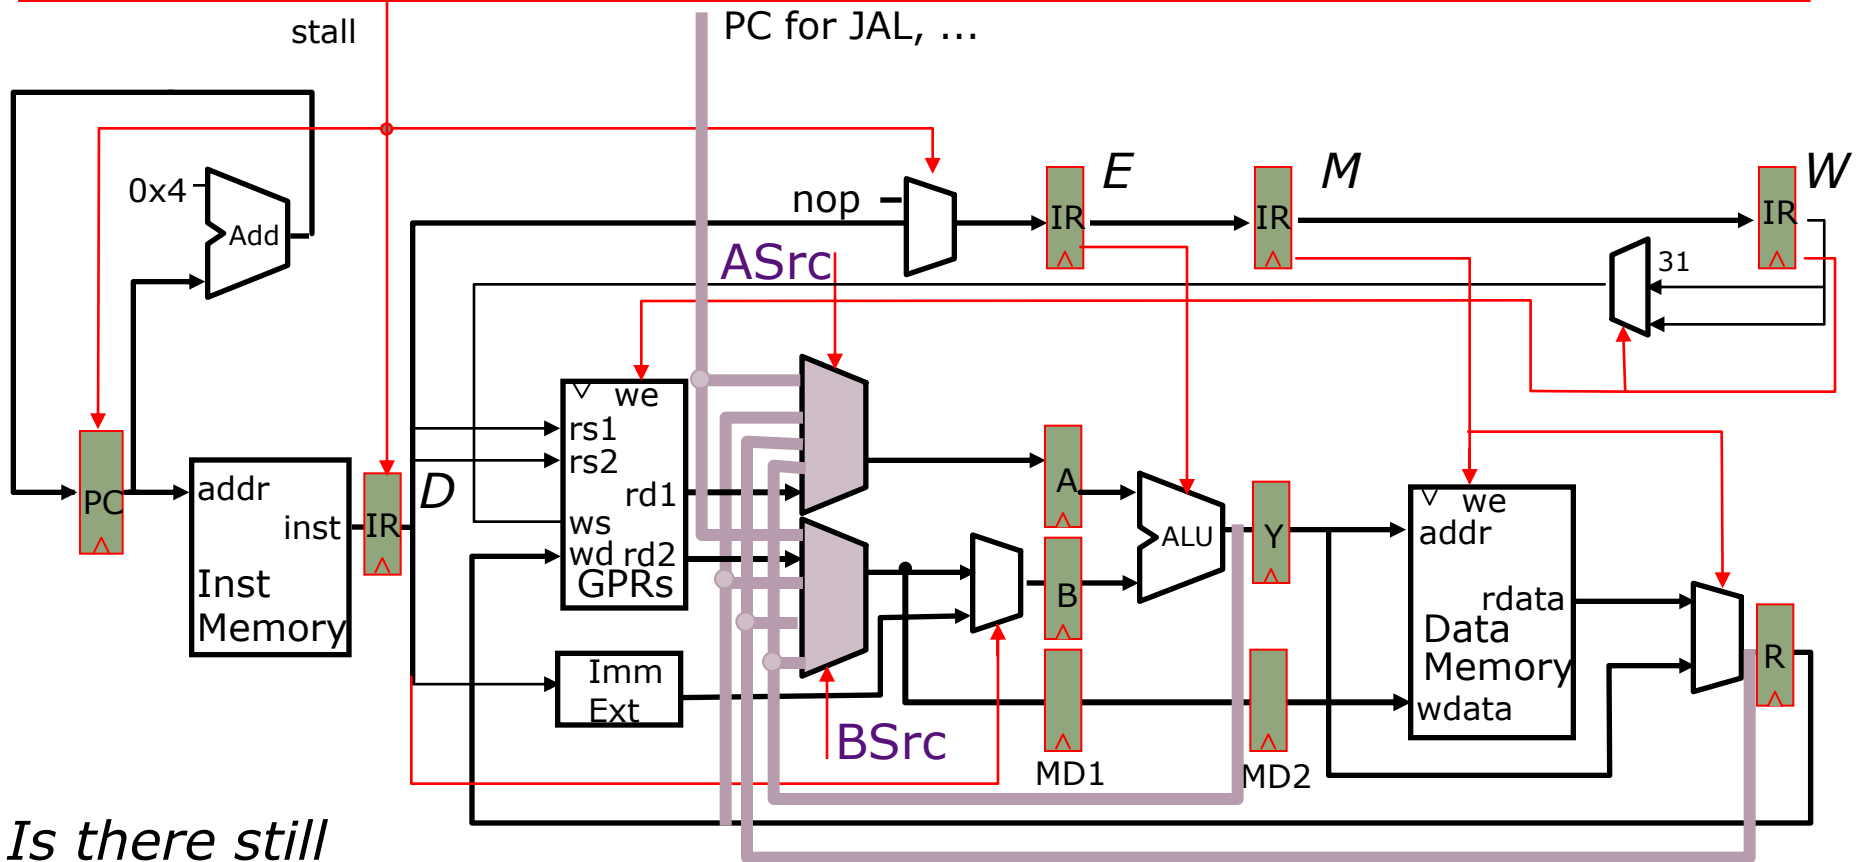 stall
PC for JAL, ...
E
M
W
0x4
nop
IR
IR
IR
Add
ASrc
31
we
rs1
rs2
rd1
A
D
we
PC
addr
ws
addr
inst
IR
ALU
Y
wd
rd2
GPRs
Inst
Memory
B
rdata
Data
Memory
R
Imm
Ext
wdata
BSrc
MD1
MD2
Is there still